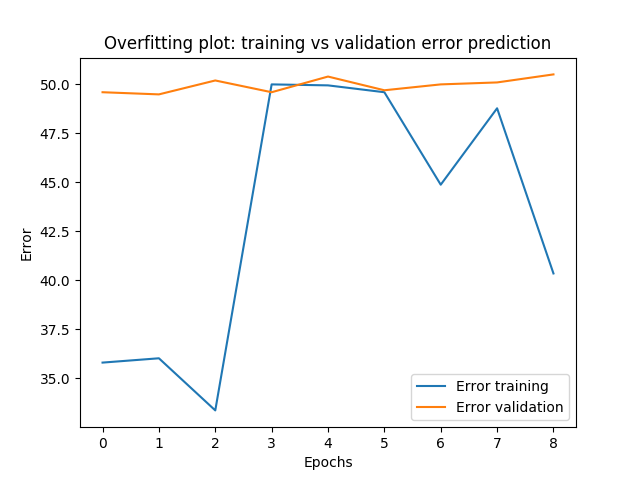 Overfitting plot: training vs validation error prediction
Error
50.0
47.5
45.0
42.5
40.0
37.5
35.0
0 1 2 3 4 5 6 7 8
Epochs
Error training
Error validation